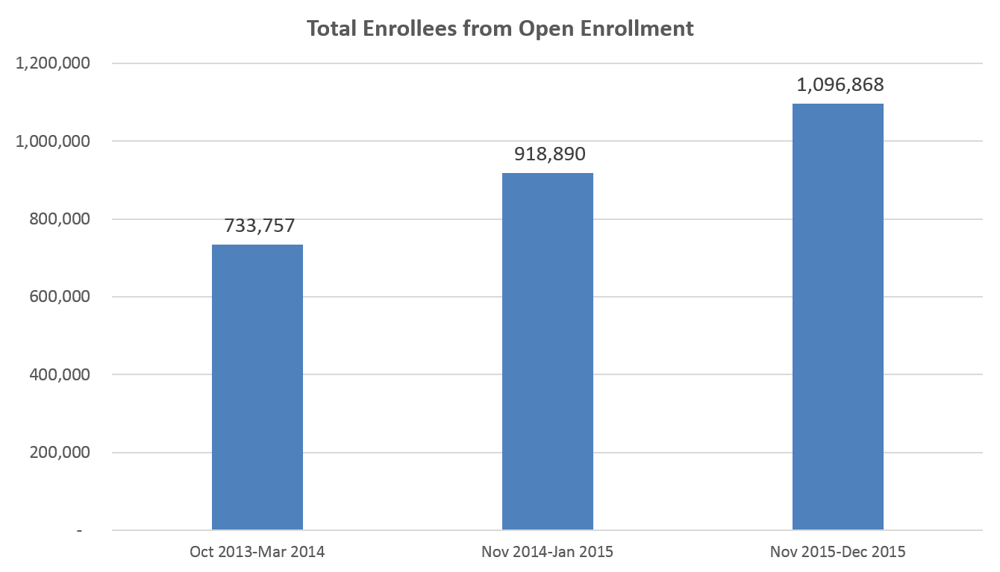 Total Enrollees from Open Enrollment
1,200,000
1,096,868
1,000,000
918,890
800,000
733,757
600,000
400,000
200,000
-
Oct 2013-Mar 2014
Nov 2014-Jan 2015
Nov 2015-Dec 2015